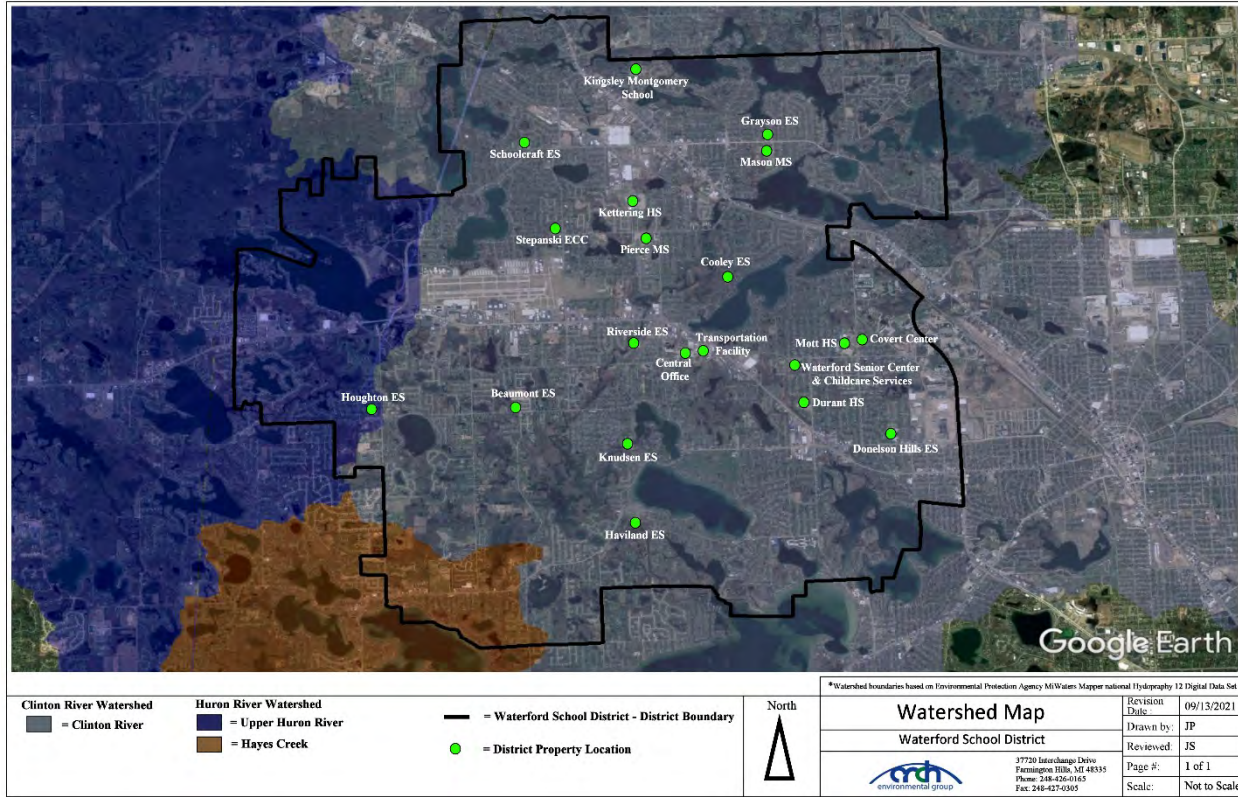 Kingsley Montgomery
School
Grayson ES
Mason MS
Schoolcraft ES
Kettering HS
Stepanski ECC
Pierce MS
Cooley ES
Riverside ES
Transportation
Facility
Central
Office
Mott HS
Covert Center
Waterford Senior Center
& Childcare Services
Houghton ES
Beaumont ES
Durant HS
Donelson Hills ES
Knudsen ES
Haviland ES
Google Earth
*Watershed boundaries based on Environmental Protection Agency MiWaters Mapper national Hydopraphy 12 Digital Data Set
Clinton River Watershed
= Clinton River
Huron River Watershed
= Upper Huron River
= Hayes Creek
= Waterford School District - District Boundary
= District Property Location
North
Watershed Map
Waterford School District
arch
environmental group
37720 Interchange Drive
Farmington Hills, MI 48335
Phone: 248-426-0165
Fax: 248-427-0305
Revision
Date : 09/13/2021
Drawn by: JP
Reviewed: JS
Page #: 1 of 1
Scale: Not to Scale